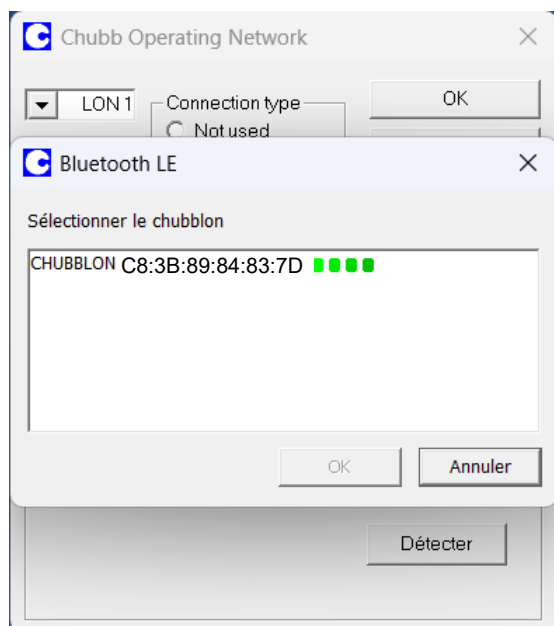 Chubb Operating Network
LON 1
Connection type
OK
Not used
Bluetooth LE
Sélectionner le chubblon
CHUBBLON C8:3B:89:84:83:7D
OK
Annuler
Détecter